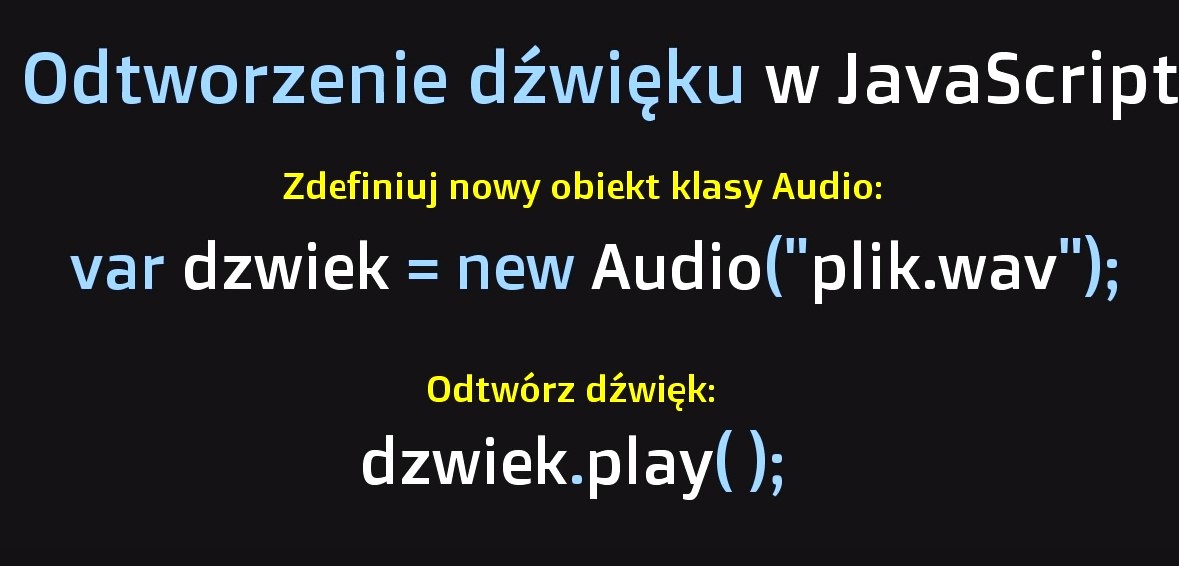 Odtworzenie dźwięku w JavaScript
Zdefiniuj nowy obiekt klasy Audio:
var dzwiek = new Audio("plik.wav");
Odtwórz dźwięk:
dzwiek.play( );